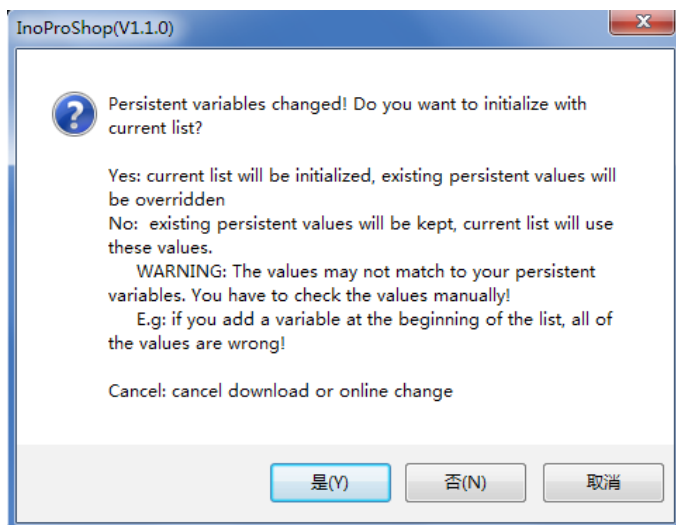 InoProShop(V1.1.0)
Persistent variables changed! Do you want to initialize with
current list?
Yes: current list will be initialized, existing persistent values will
be overridden
No:  existing persistent values will be kept, current list will use
these values.
WARNING: The values may not match to your persistent
variables. You have to check the values manually!
E.g: if you add a variable at the beginning of the list, all of
the values are wrong!
Cancel: cancel download or online change
是(Y)
否(N)
取消